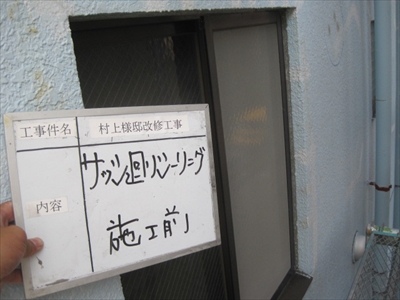 工事件名 村上様邸改修工事
内容 サッシ廻りシーリング
施工前